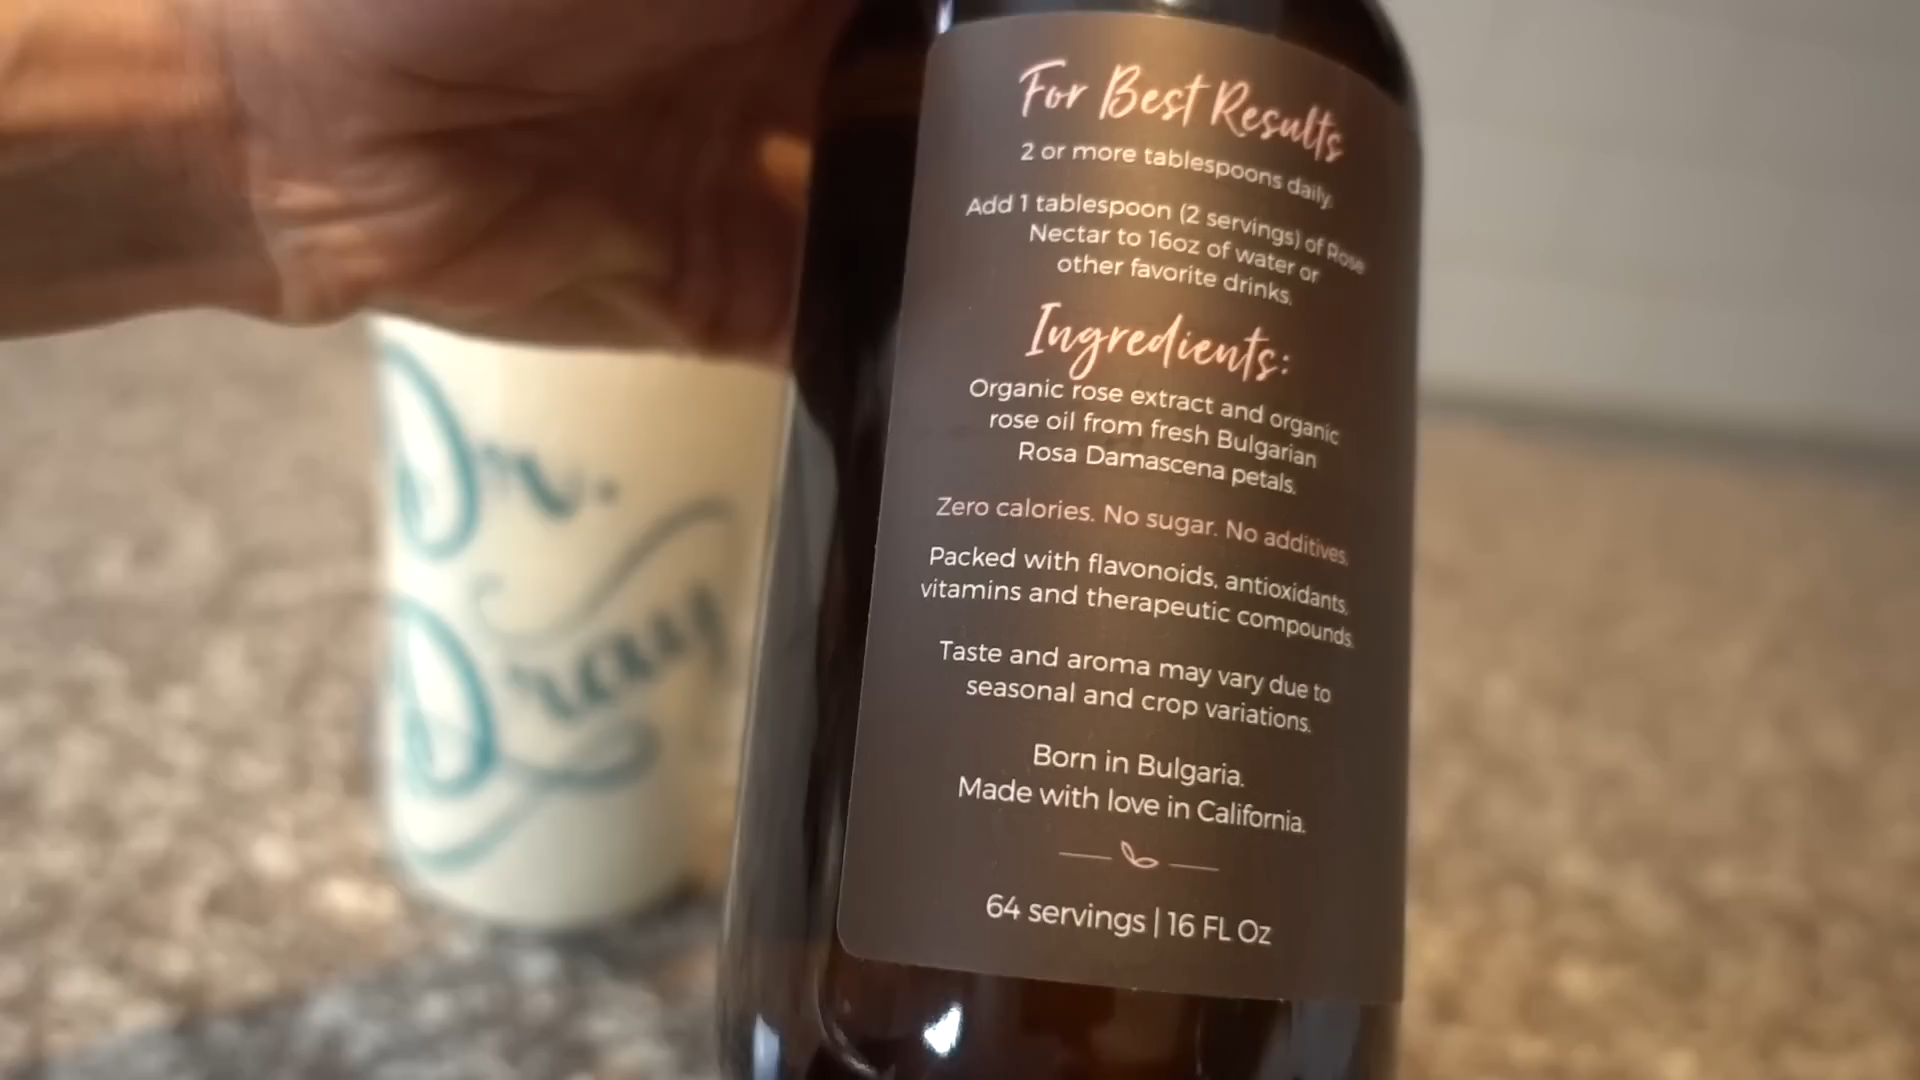 For Best Results
2 or more tablespoons daily.
Add 1 tablespoon (2 servings) of Rose
Nectar to 16oz of water or
other favorite drinks.
Ingredients:
Organic rose extract and organic
rose oil from fresh Bulgarian
Rosa Damascena petals.
Zero calories. No sugar. No additives.
Packed with flavonoids, antioxidants,
vitamins and therapeutic compounds.
Taste and aroma may vary due to
seasonal and crop variations.
Born in Bulgaria.
Made with love in California.
64 servings | 16 FL Oz
Dr.
Dray